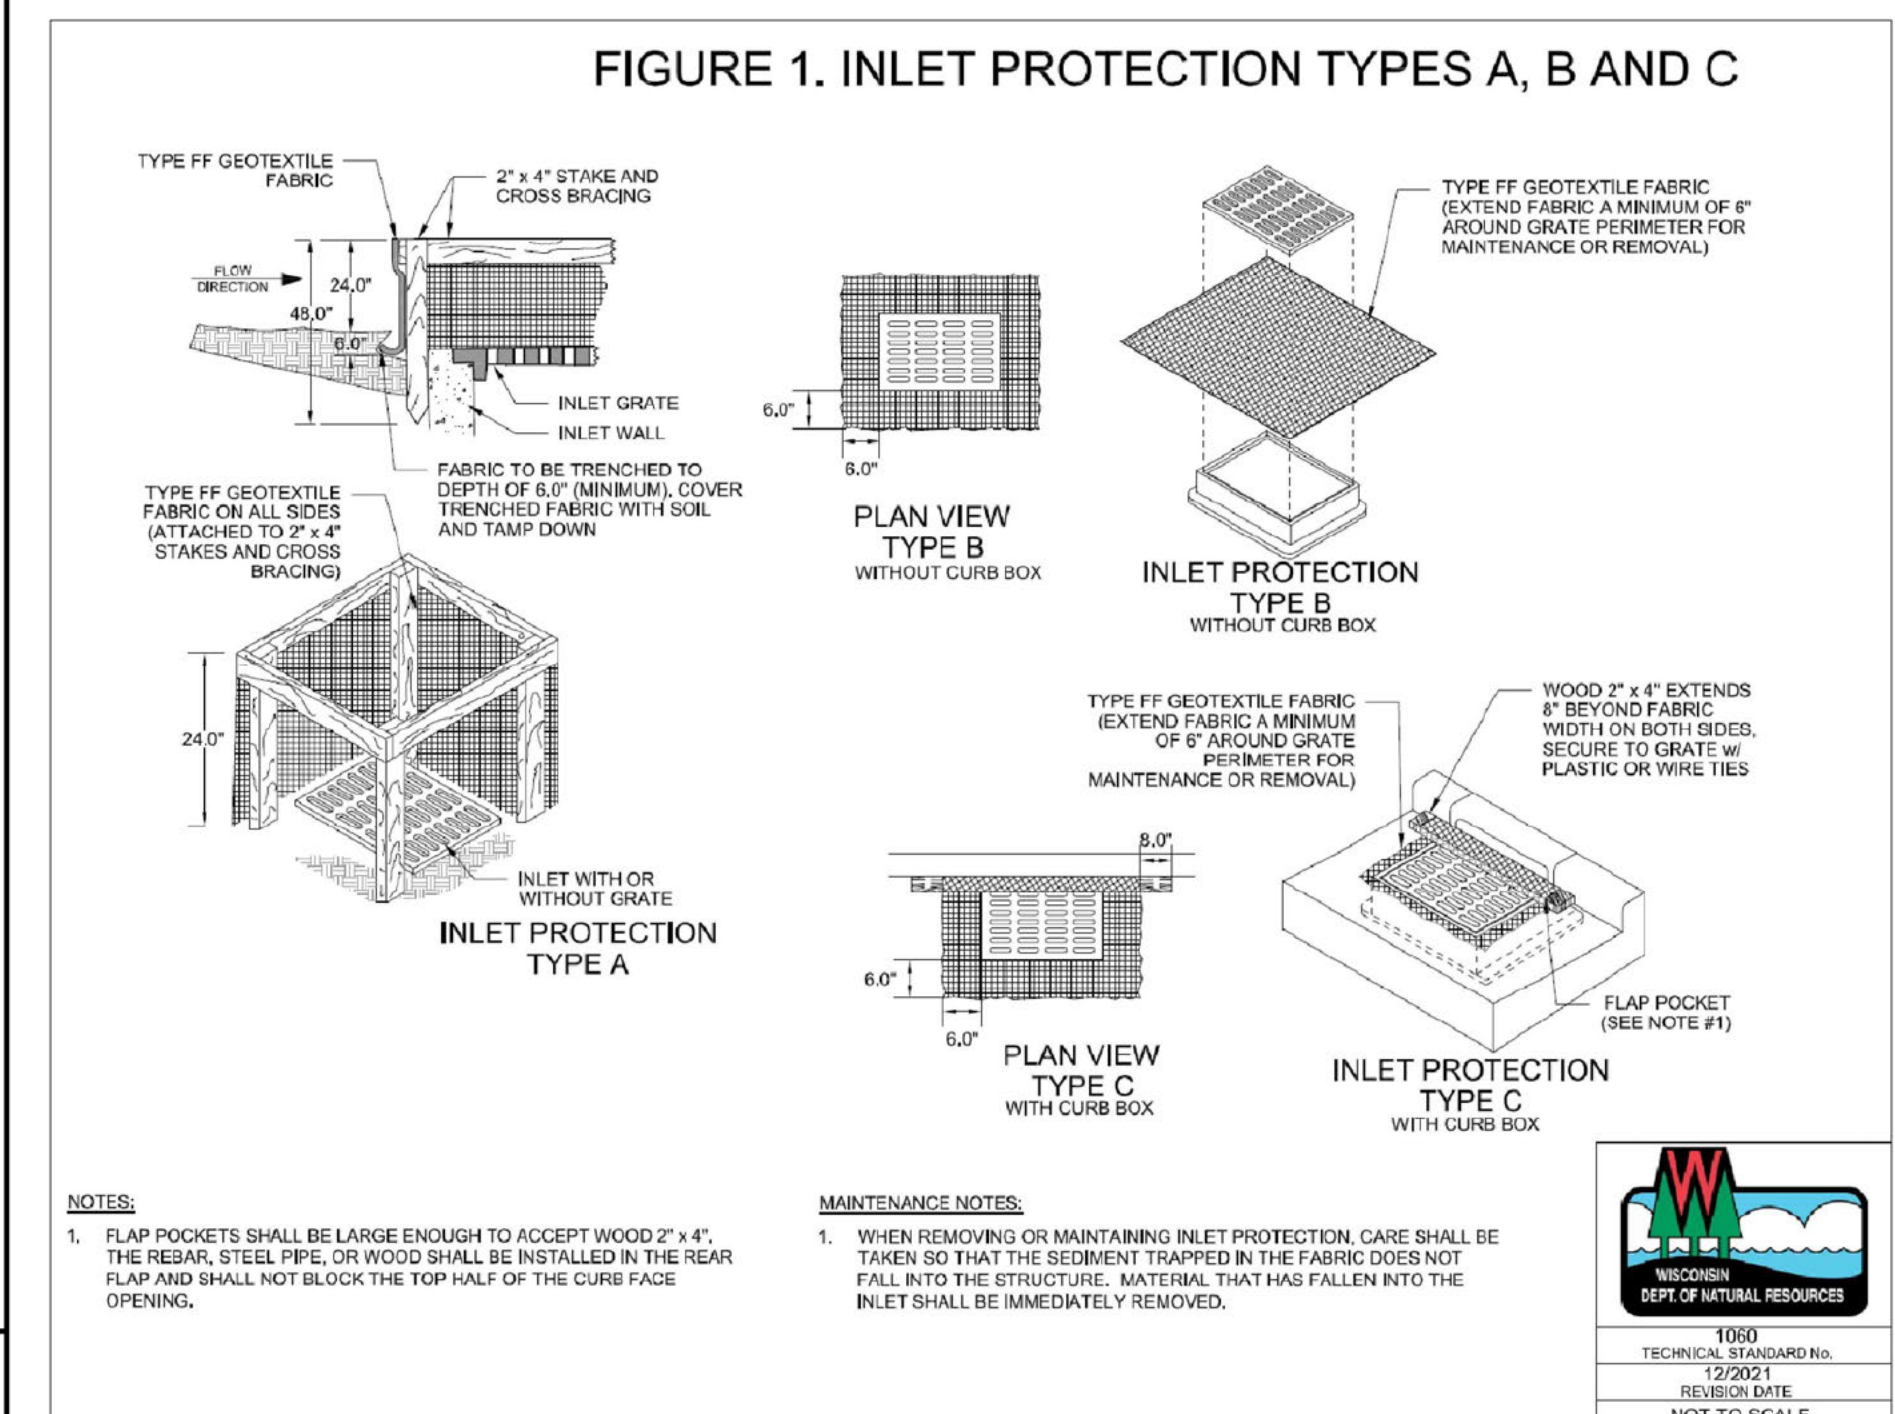 FIGURE 1. INLET PROTECTION TYPES A, B AND C
TYPE FF GEOTEXTILE
FABRIC
2" x 4" STAKE AND
CROSS BRACING
FLOW
DIRECTION
24.0"
48.0"
6.0"
INLET GRATE
INLET WALL
FABRIC TO BE TRENCHED TO
DEPTH OF 6.0" (MINIMUM). COVER
TRENCHED FABRIC WITH SOIL
AND TAMP DOWN
TYPE FF GEOTEXTILE
FABRIC ON ALL SIDES
(ATTACHED TO 2" x 4"
STAKES AND CROSS
BRACING)
24.0"
INLET WITH OR
WITHOUT GRATE
INLET PROTECTION
TYPE A
6.0"
6.0"
PLAN VIEW
TYPE B
WITHOUT CURB BOX
TYPE FF GEOTEXTILE FABRIC
(EXTEND FABRIC A MINIMUM OF 6"
AROUND GRATE PERIMETER FOR
MAINTENANCE OR REMOVAL)
INLET PROTECTION
TYPE B
WITHOUT CURB BOX
TYPE FF GEOTEXTILE FABRIC
(EXTEND FABRIC A MINIMUM
OF 6" AROUND GRATE
PERIMETER FOR
MAINTENANCE OR REMOVAL)
WOOD 2" x 4" EXTENDS
8" BEYOND FABRIC
WIDTH ON BOTH SIDES,
SECURE TO GRATE w/
PLASTIC OR WIRE TIES
8.0"
6.0"
6.0"
PLAN VIEW
TYPE C
WITH CURB BOX
FLAP POCKET
(SEE NOTE #1)
INLET PROTECTION
TYPE C
WITH CURB BOX
NOTES:
1. FLAP POCKETS SHALL BE LARGE ENOUGH TO ACCEPT WOOD 2" x 4".
THE REBAR, STEEL PIPE, OR WOOD SHALL BE INSTALLED IN THE REAR
FLAP AND SHALL NOT BLOCK THE TOP HALF OF THE CURB FACE
OPENING.
MAINTENANCE NOTES:
1. WHEN REMOVING OR MAINTAINING INLET PROTECTION, CARE SHALL BE
TAKEN SO THAT THE SEDIMENT TRAPPED IN THE FABRIC DOES NOT
FALL INTO THE STRUCTURE. MATERIAL THAT HAS FALLEN INTO THE
INLET SHALL BE IMMEDIATELY REMOVED.
W
WISCONSIN
DEPT. OF NATURAL RESOURCES
1060
TECHNICAL STANDARD No.
12/2021
REVISION DATE
NOT TO SCALE